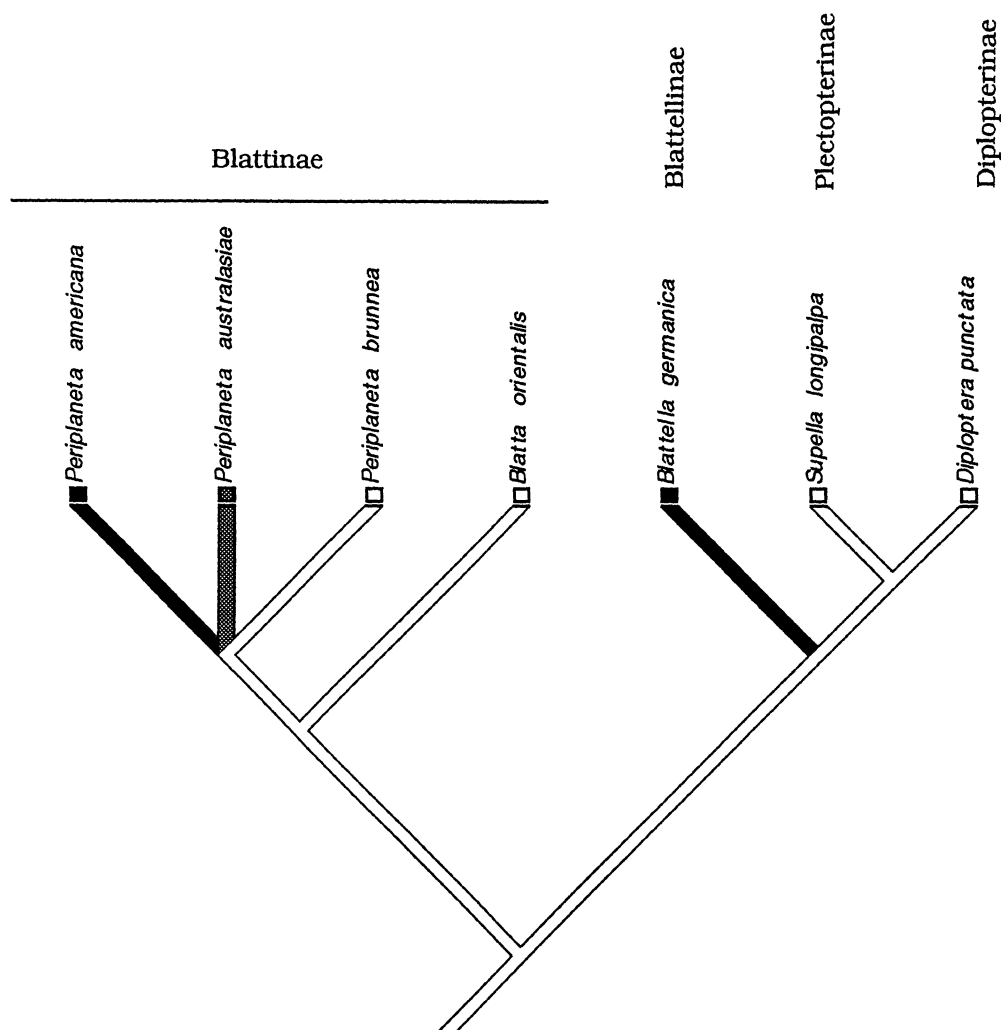 Blattinae
Blattellinae
Plectopterinae
Diplopterinae
Periplaneta americana
Periplaneta australasiae
Periplaneta brunnea
Blatta orientalis
Blattella germanica
Supella longipalpa
Diploptera punctata